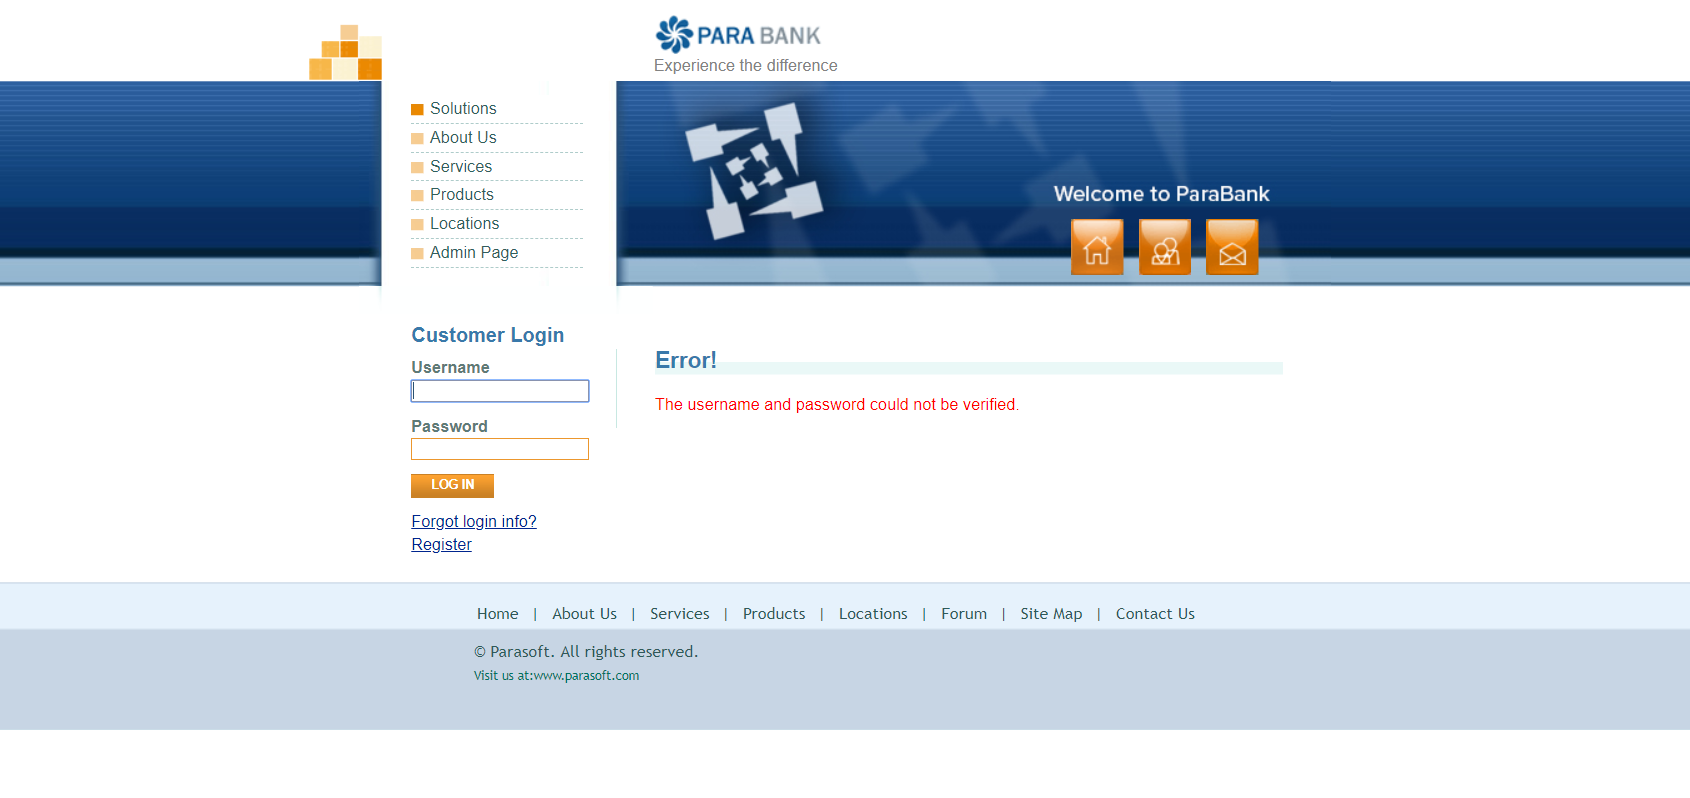 PARA BANK
Experience the difference
Solutions
About Us
Services
Products
Locations
Admin Page
Welcome to ParaBank
Customer Login
Username
Password
LOG IN
Forgot login info?
Register
Error!
The username and password could not be verified.
Home | About Us | Services | Products | Locations | Forum | Site Map | Contact Us
© Parasoft. All rights reserved.
Visit us at:www.parasoft.com